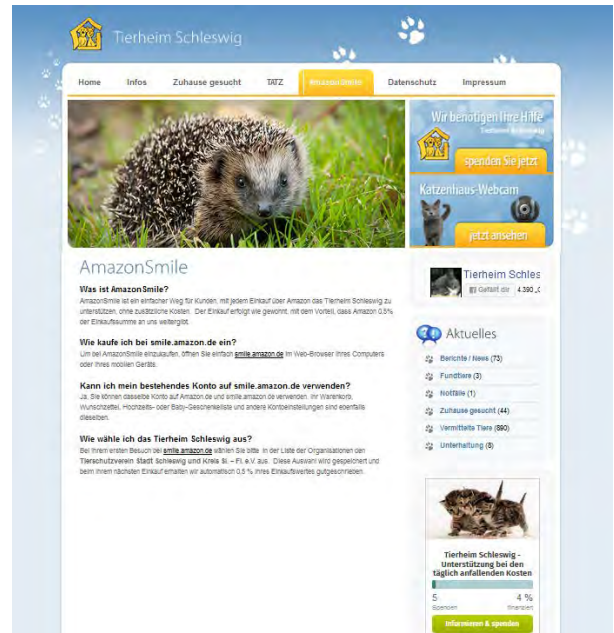 Tierheim Schleswig
Home Infos Zuhause gesucht TATZ AmazonSmile Datenschutz Impressum
Wir benötigen Ihre Hilfe
Tierheim Schleswig
spenden Sie jetzt
Katzenhaus-Webcam
jetzt ansehen
AmazonSmile
Was ist AmazonSmile?
AmazonSmile ist ein einfacher Weg für Kunden, mit jedem Einkauf über Amazon das Tierheim Schleswig zu
unterstützen, ohne zusätzliche Kosten. Der Einkauf erfolgt wie gewohnt, mit dem Vorteil, dass Amazon 0,5%
der Einkaufssumme an uns weitergibt.
Wie kaufe ich bei smile.amazon.de ein?
Um bei AmazonSmile einzukaufen, öffnen Sie einfach smile.amazon.de im Web-Browser Ihres Computers
oder Ihres mobilen Geräts.
Kann ich mein bestehendes Konto auf smile.amazon.de verwenden?
Ja, Sie können dasselbe Konto auf Amazon.de und smile.amazon.de verwenden. Ihr Warenkorb,
Wunschzettel, Hochzeits- oder Baby-Geschenkeliste und andere Kontoeinstellungen sind ebenfalls
dieselben.
Wie wähle ich das Tierheim Schleswig aus?
Bei Ihrem ersten Besuch bei smile.amazon.de wählen Sie bitte in der Liste der Organisationen den
Tierschutzverein Stadt Schleswig und Kreis Sl. – Fl. e.V. aus. Diese Auswahl wird gespeichert und
beim Ihrem nächsten Einkauf erhalten wir automatisch 0,5 % Ihres Einkaufswertes gutgeschrieben.
Tierheim Schles
Gefällt dir 4.390
Aktuelles
Berichte / News (73)
Fundtiere (3)
Notfälle (1)
Zuhause gesucht (44)
Vermittelte Tiere (890)
Unterhaltung (8)
Tierheim Schleswig -
Unterstützung bei den
täglich anfallenden Kosten
5 4 %
Spenden finanziert
Informieren & spenden